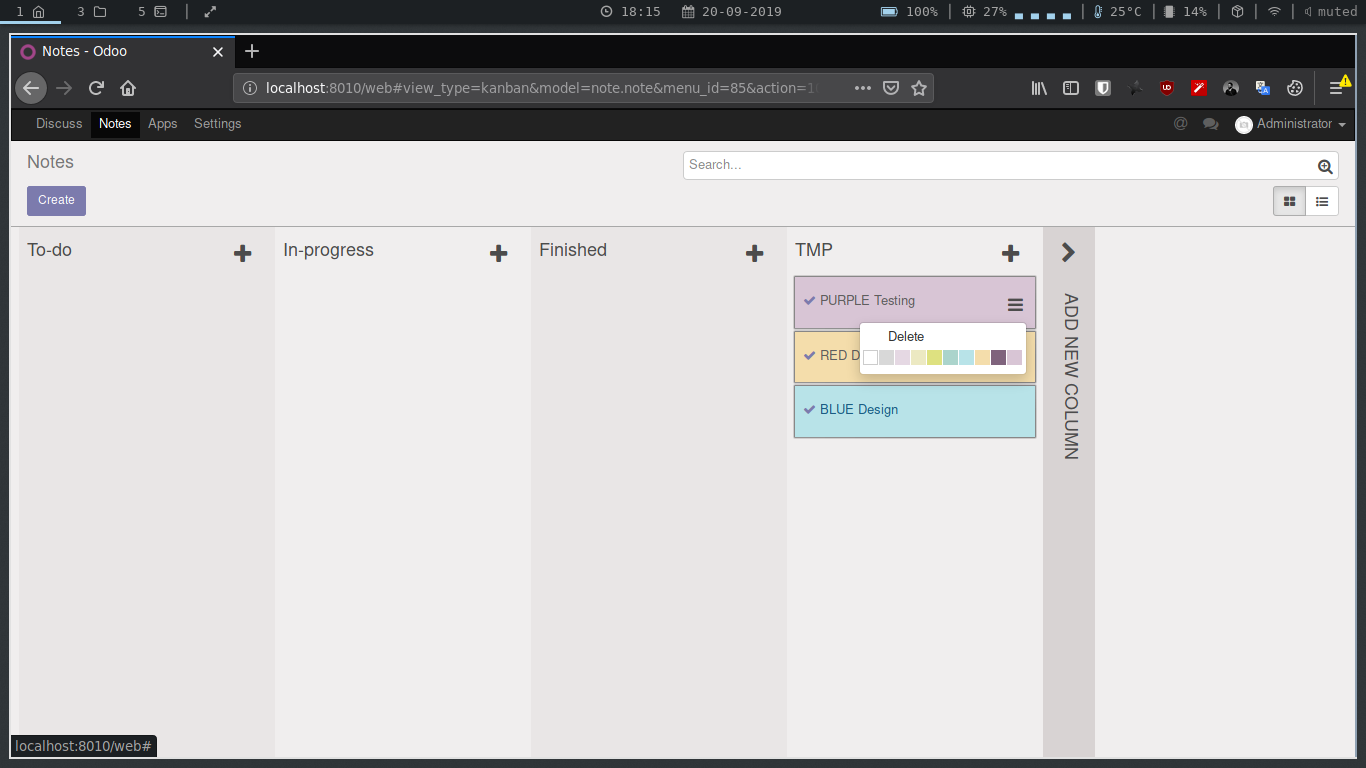 1 3 5 18:15 20-09-2019 100% 27% 25°C 14% muted
Notes - Odoo
localhost:8010/web#view_type=kanban&model=note.note&menu_id=85&action=1
Discuss Notes Apps Settings @ Administrator
Notes
Search...
Create
To-do
In-progress
Finished
TMP
PURPLE Testing
Delete
RED D
BLUE Design
ADD NEW COLUMN
localhost:8010/web#